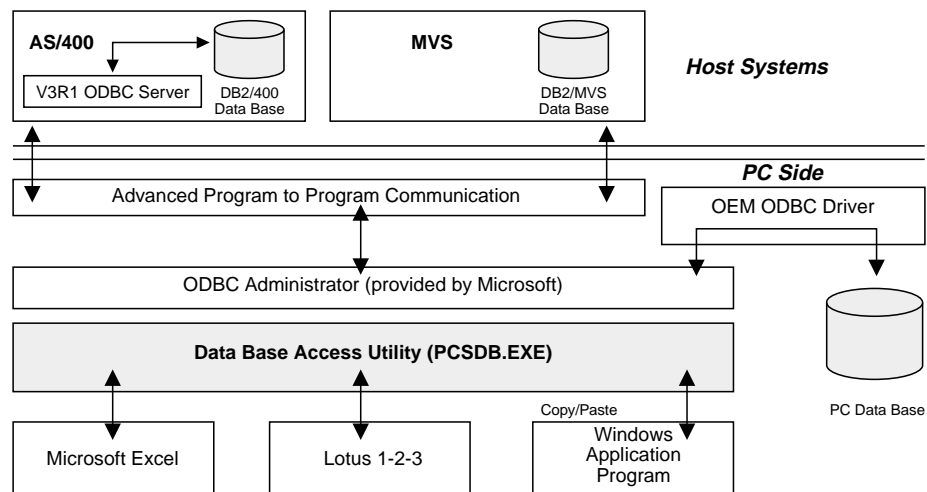 AS/400
MVS
Host Systems
V3R1 ODBC Server
DB2/400
Data Base
DB2/MVS
Data Base
PC Side
Advanced Program to Program Communication
OEM ODBC Driver
ODBC Administrator (provided by Microsoft)
Data Base Access Utility (PCSDB.EXE)
Copy/Paste
PC Data Base
Microsoft Excel
Lotus 1-2-3
Windows
Application
Program